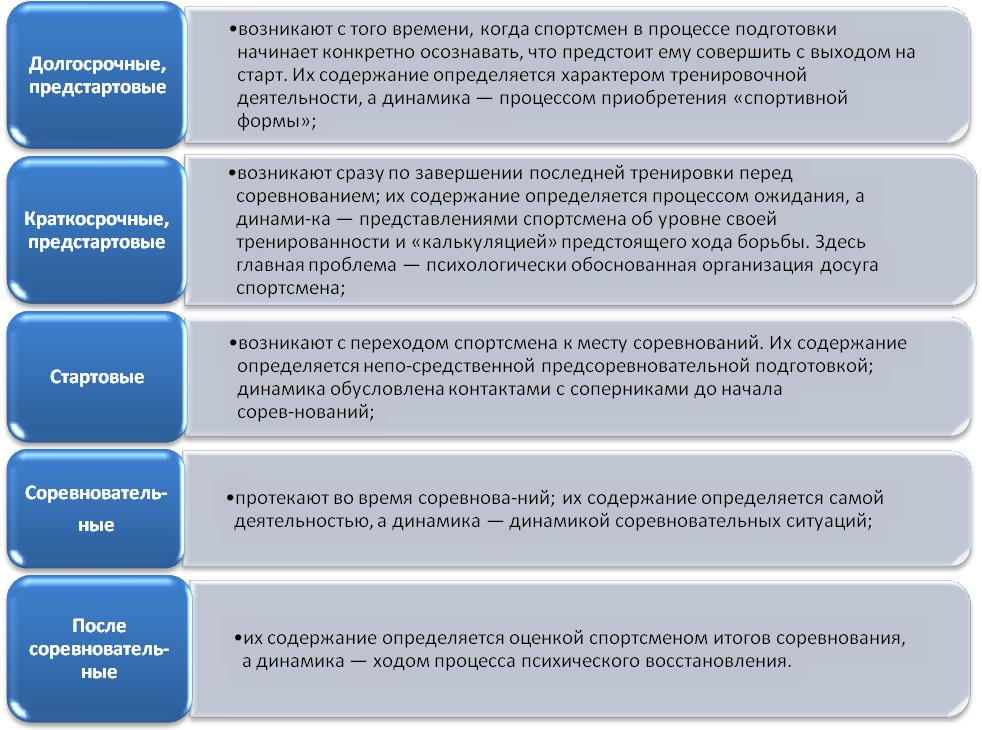 Долгосрочные,
предстартовые
•возникают с того времени, когда спортсмен в процессе подготовки
начинает конкретно осознавать, что предстоит ему совершить с выходом на
старт. Их содержание определяется характером тренировочной
деятельности, а динамика — процессом приобретения «спортивной
формы»;
Краткосрочные,
предстартовые
•возникают сразу по завершении последней тренировки перед
соревнованием; их содержание определяется процессом ожидания, а
динами-ка — представлениями спортсмена об уровне своей
тренированности и «калькуляцией» предстоящего хода борьбы. Здесь
главная проблема — психологически обоснованная организация досуга
спортсмена;
Стартовые
•возникают с переходом спортсмена к месту соревнований. Их содержание
определяется непо-средственной предсоревновательной подготовкой;
динамика обусловлена контактами с соперниками до начала
сорев-нований;
Соревнователь-
ные
•протекают во время соревнова-ний; их содержание определяется самой
деятельностью, а динамика — динамикой соревновательных ситуаций;
После
соревнователь-
ные
•их содержание определяется оценкой спортсменом итогов соревнования,
а динамика — ходом процесса психического восстановления.